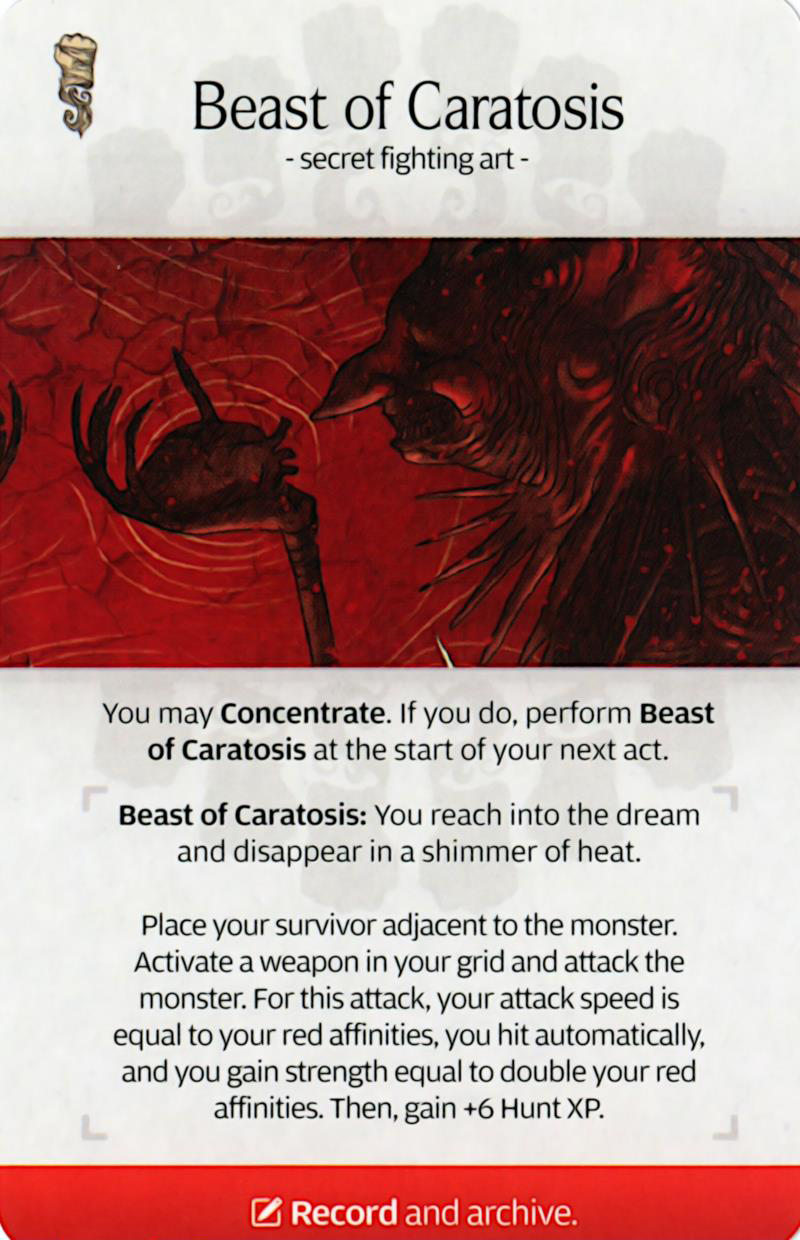 Beast of Caratosis
- secret fighting art -
You may Concentrate. If you do, perform Beast
of Caratosis at the start of your next act.
Beast of Caratosis: You reach into the dream
and disappear in a shimmer of heat.
Place your survivor adjacent to the monster.
Activate a weapon in your grid and attack the
monster. For this attack, your attack speed is
equal to your red affinities, you hit automatically,
and you gain strength equal to double your red
affinities. Then, gain +6 Hunt XP.
Record and archive.